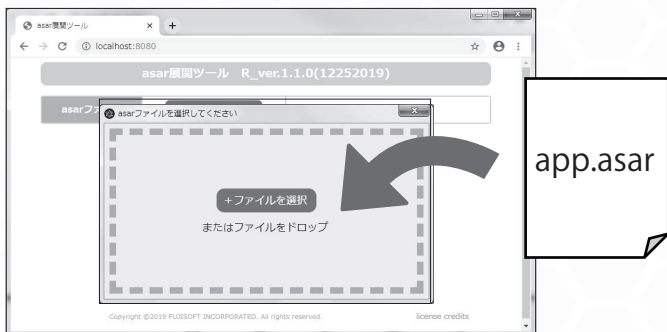 asar展開ツール
localhost:8080
asar展開ツール R_ver.1.1.0(12252019)
asarファ
asarファイルを選択してください
+ファイルを選択
またはファイルをドロップ
app.asar
Copyright ©2019 FUJISOFT INCORPORATED. All rights reserved.
license credits